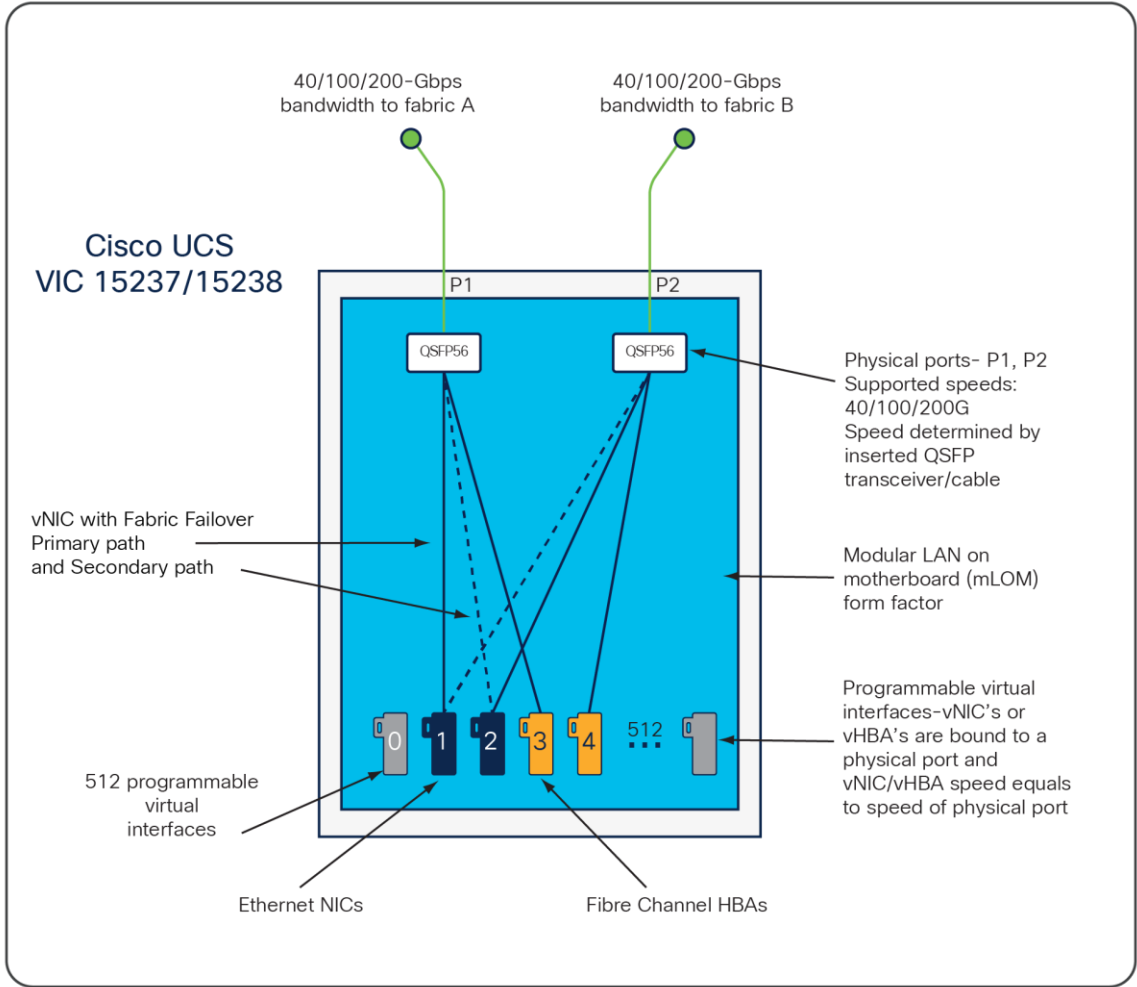 40/100/200-Gbps
bandwidth to fabric A
40/100/200-Gbps
bandwidth to fabric B
Cisco UCS
VIC 15237/15238
P1
P2
QSFP56
QSFP56
Physical ports- P1, P2
Supported speeds:
40/100/200G
Speed determined by
inserted QSFP
transceiver/cable
vNIC with Fabric Failover
Primary path
and Secondary path
Modular LAN on
motherboard (mLOM)
form factor
Programmable virtual
interfaces-vNIC's or
vHBA's are bound to a
physical port and
vNIC/vHBA speed equals
to speed of physical port
0
1
2
3
4
512
...
512 programmable
virtual
interfaces
Ethernet NICs
Fibre Channel HBAs